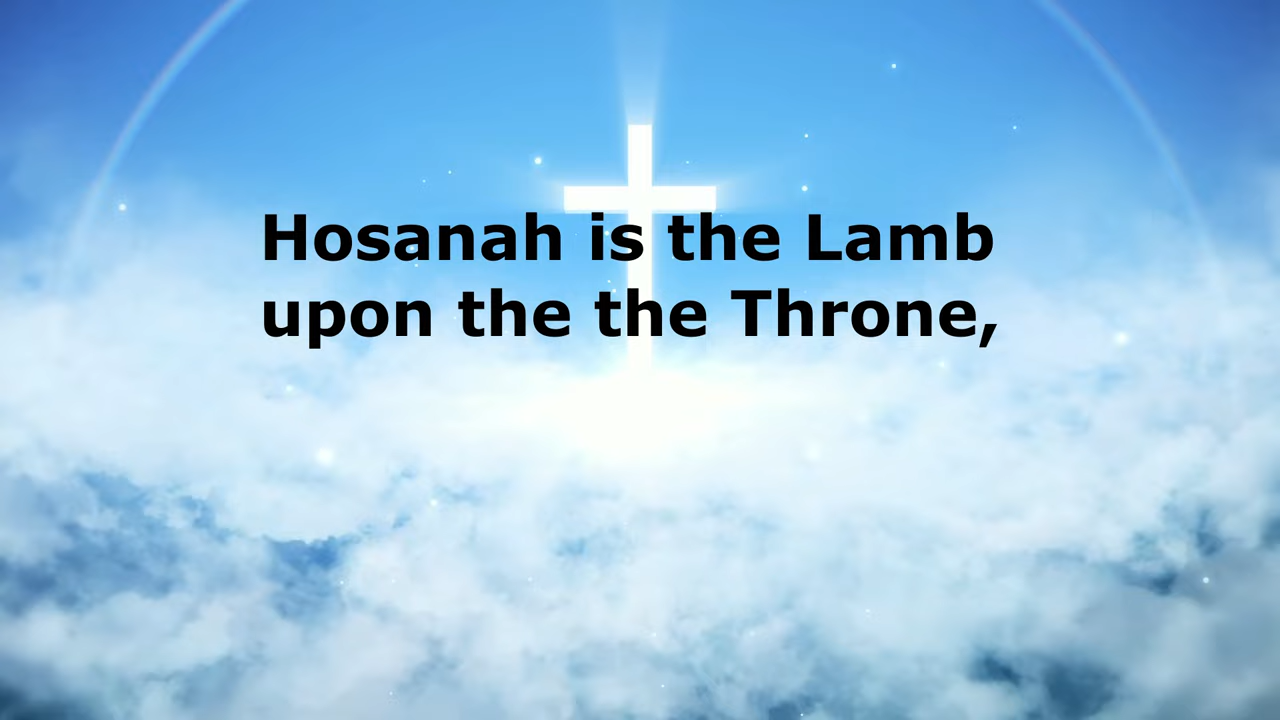 Hosanah is the Lamb
upon the the Throne,